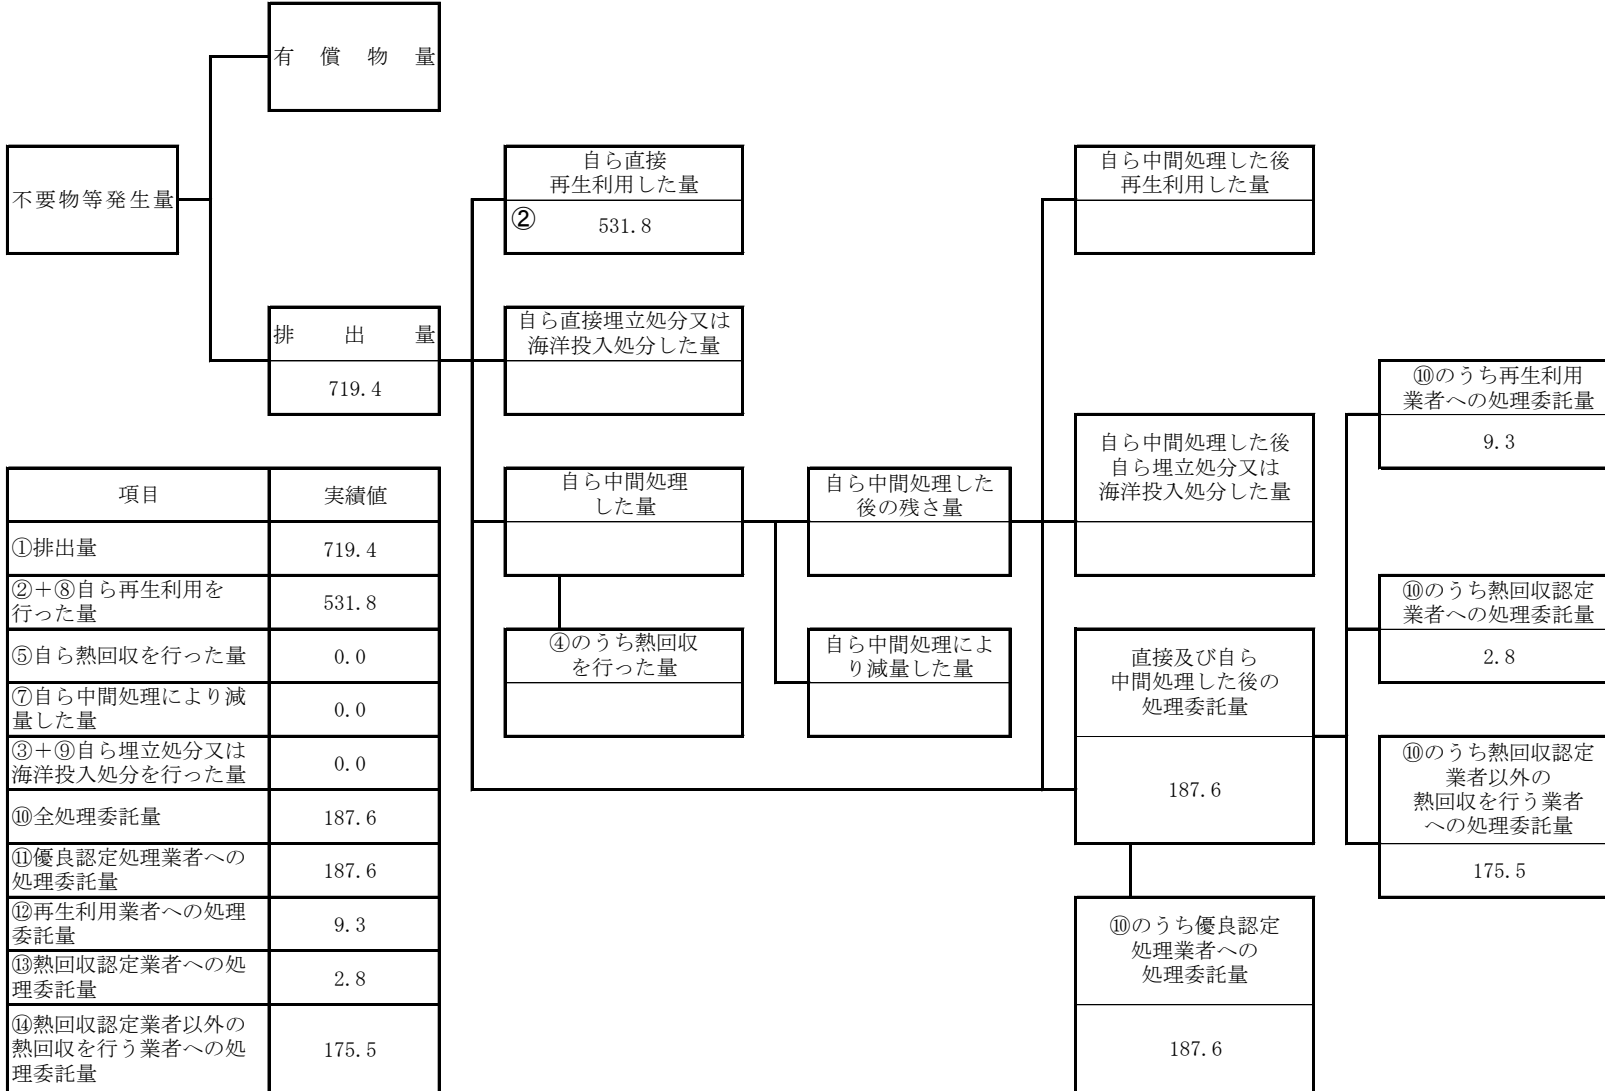 有償物量
不要物等発生量
自ら直接
再生利用した量
② 531.8
自ら中間処理した後
再生利用した量
排出量
719.4
自ら直接埋立処分又は
海洋投入処分した量
⑩のうち再生利用
業者への処理委託量
9.3
自ら中間処理した後
自ら埋立処分又は
海洋投入処分した量
自ら中間処理
した量
自ら中間処理した
後の残さ量
⑩のうち熱回収認定
業者への処理委託量
2.8
④のうち熱回収
を行った量
自ら中間処理によ
り減量した量
直接及び自ら
中間処理した後の
処理委託量
187.6
⑩のうち熱回収認定
業者以外の
熱回収を行う業者
への処理委託量
175.5
⑩のうち優良認定
処理業者への
処理委託量
187.6
項目 実績値
①排出量 719.4
②＋⑧自ら再生利用を
行った量 531.8
⑤自ら熱回収を行った量 0.0
⑦自ら中間処理により減
量した量 0.0
③＋⑨自ら埋立処分又は
海洋投入処分を行った量 0.0
⑩全処理委託量 187.6
⑪優良認定処理業者への
処理委託量 187.6
⑫再生利用業者への処理
委託量 9.3
⑬熱回収認定業者への処
理委託量 2.8
⑭熱回収認定業者以外の
熱回収を行う業者への処
理委託量 175.5